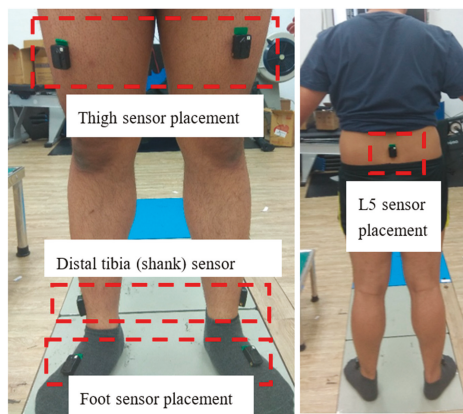 Thigh sensor placement
L5 sensor
placement
Distal tibia (shank) sensor
Foot sensor placement